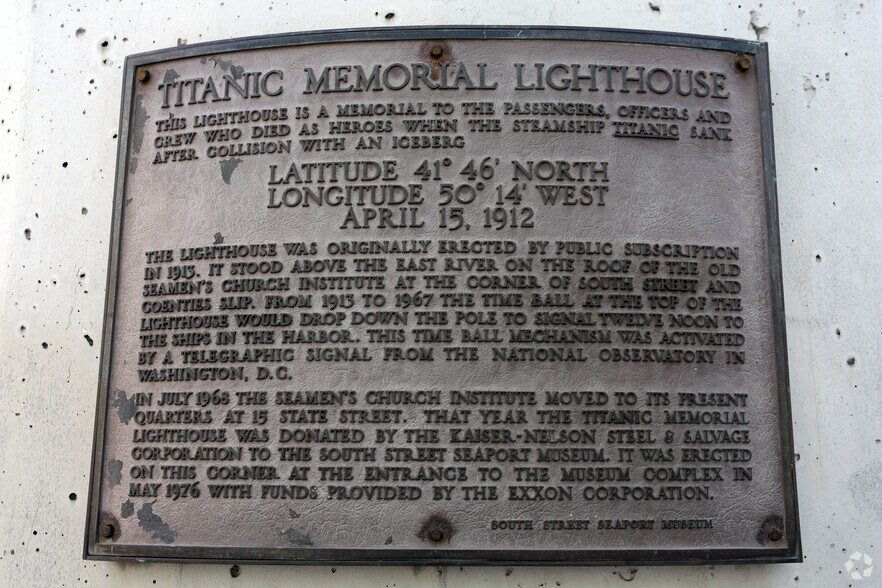 TITANIC MEMORIAL LIGHTHOUSE
THIS LIGHTHOUSE IS A MEMORIAL TO THE PASSENGERS, OFFICERS AND
CREW WHO DIED AS HEROES WHEN THE STEAMSHIP TITANIC SANK
AFTER COLLISION WITH AN ICEBERG
LATITUDE 41° 46' NORTH
LONGITUDE 50° 14' WEST
APRIL 15, 1912
THE LIGHTHOUSE WAS ORIGINALLY ERECTED BY PUBLIC SUBSCRIPTION
IN 1913. IT STOOD ABOVE THE EAST RIVER ON THE ROOF OF THE OLD
SEAMEN'S CHURCH INSTITUTE AT THE CORNER OF SOUTH STREET AND
COENTIES SLIP. FROM 1913 TO 1967 THE TIME BALL AT THE TOP OF THE
LIGHTHOUSE WOULD DROP DOWN THE POLE TO SIGNAL TWELVE NOON TO
THE SHIPS IN THE HARBOR. THIS TIME BALL MECHANISM WAS ACTIVATED
BY A TELEGRAPHIC SIGNAL FROM THE NATIONAL OBSERVATORY IN
WASHINGTON, D.C.
IN JULY 1968 THE SEAMEN'S CHURCH INSTITUTE MOVED TO ITS PRESENT
QUARTERS AT 15 STATE STREET. THAT YEAR THE TITANIC MEMORIAL
LIGHTHOUSE WAS DONATED BY THE KAISER-NELSON STEEL & SALVAGE
CORPORATION TO THE SOUTH STREET SEAPORT MUSEUM. IT WAS ERECTED
ON THIS CORNER AT THE ENTRANCE TO THE MUSEUM COMPLEX IN
MAY 1976 WITH FUNDS PROVIDED BY THE EXXON CORPORATION.
SOUTH STREET SEAPORT MUSEUM